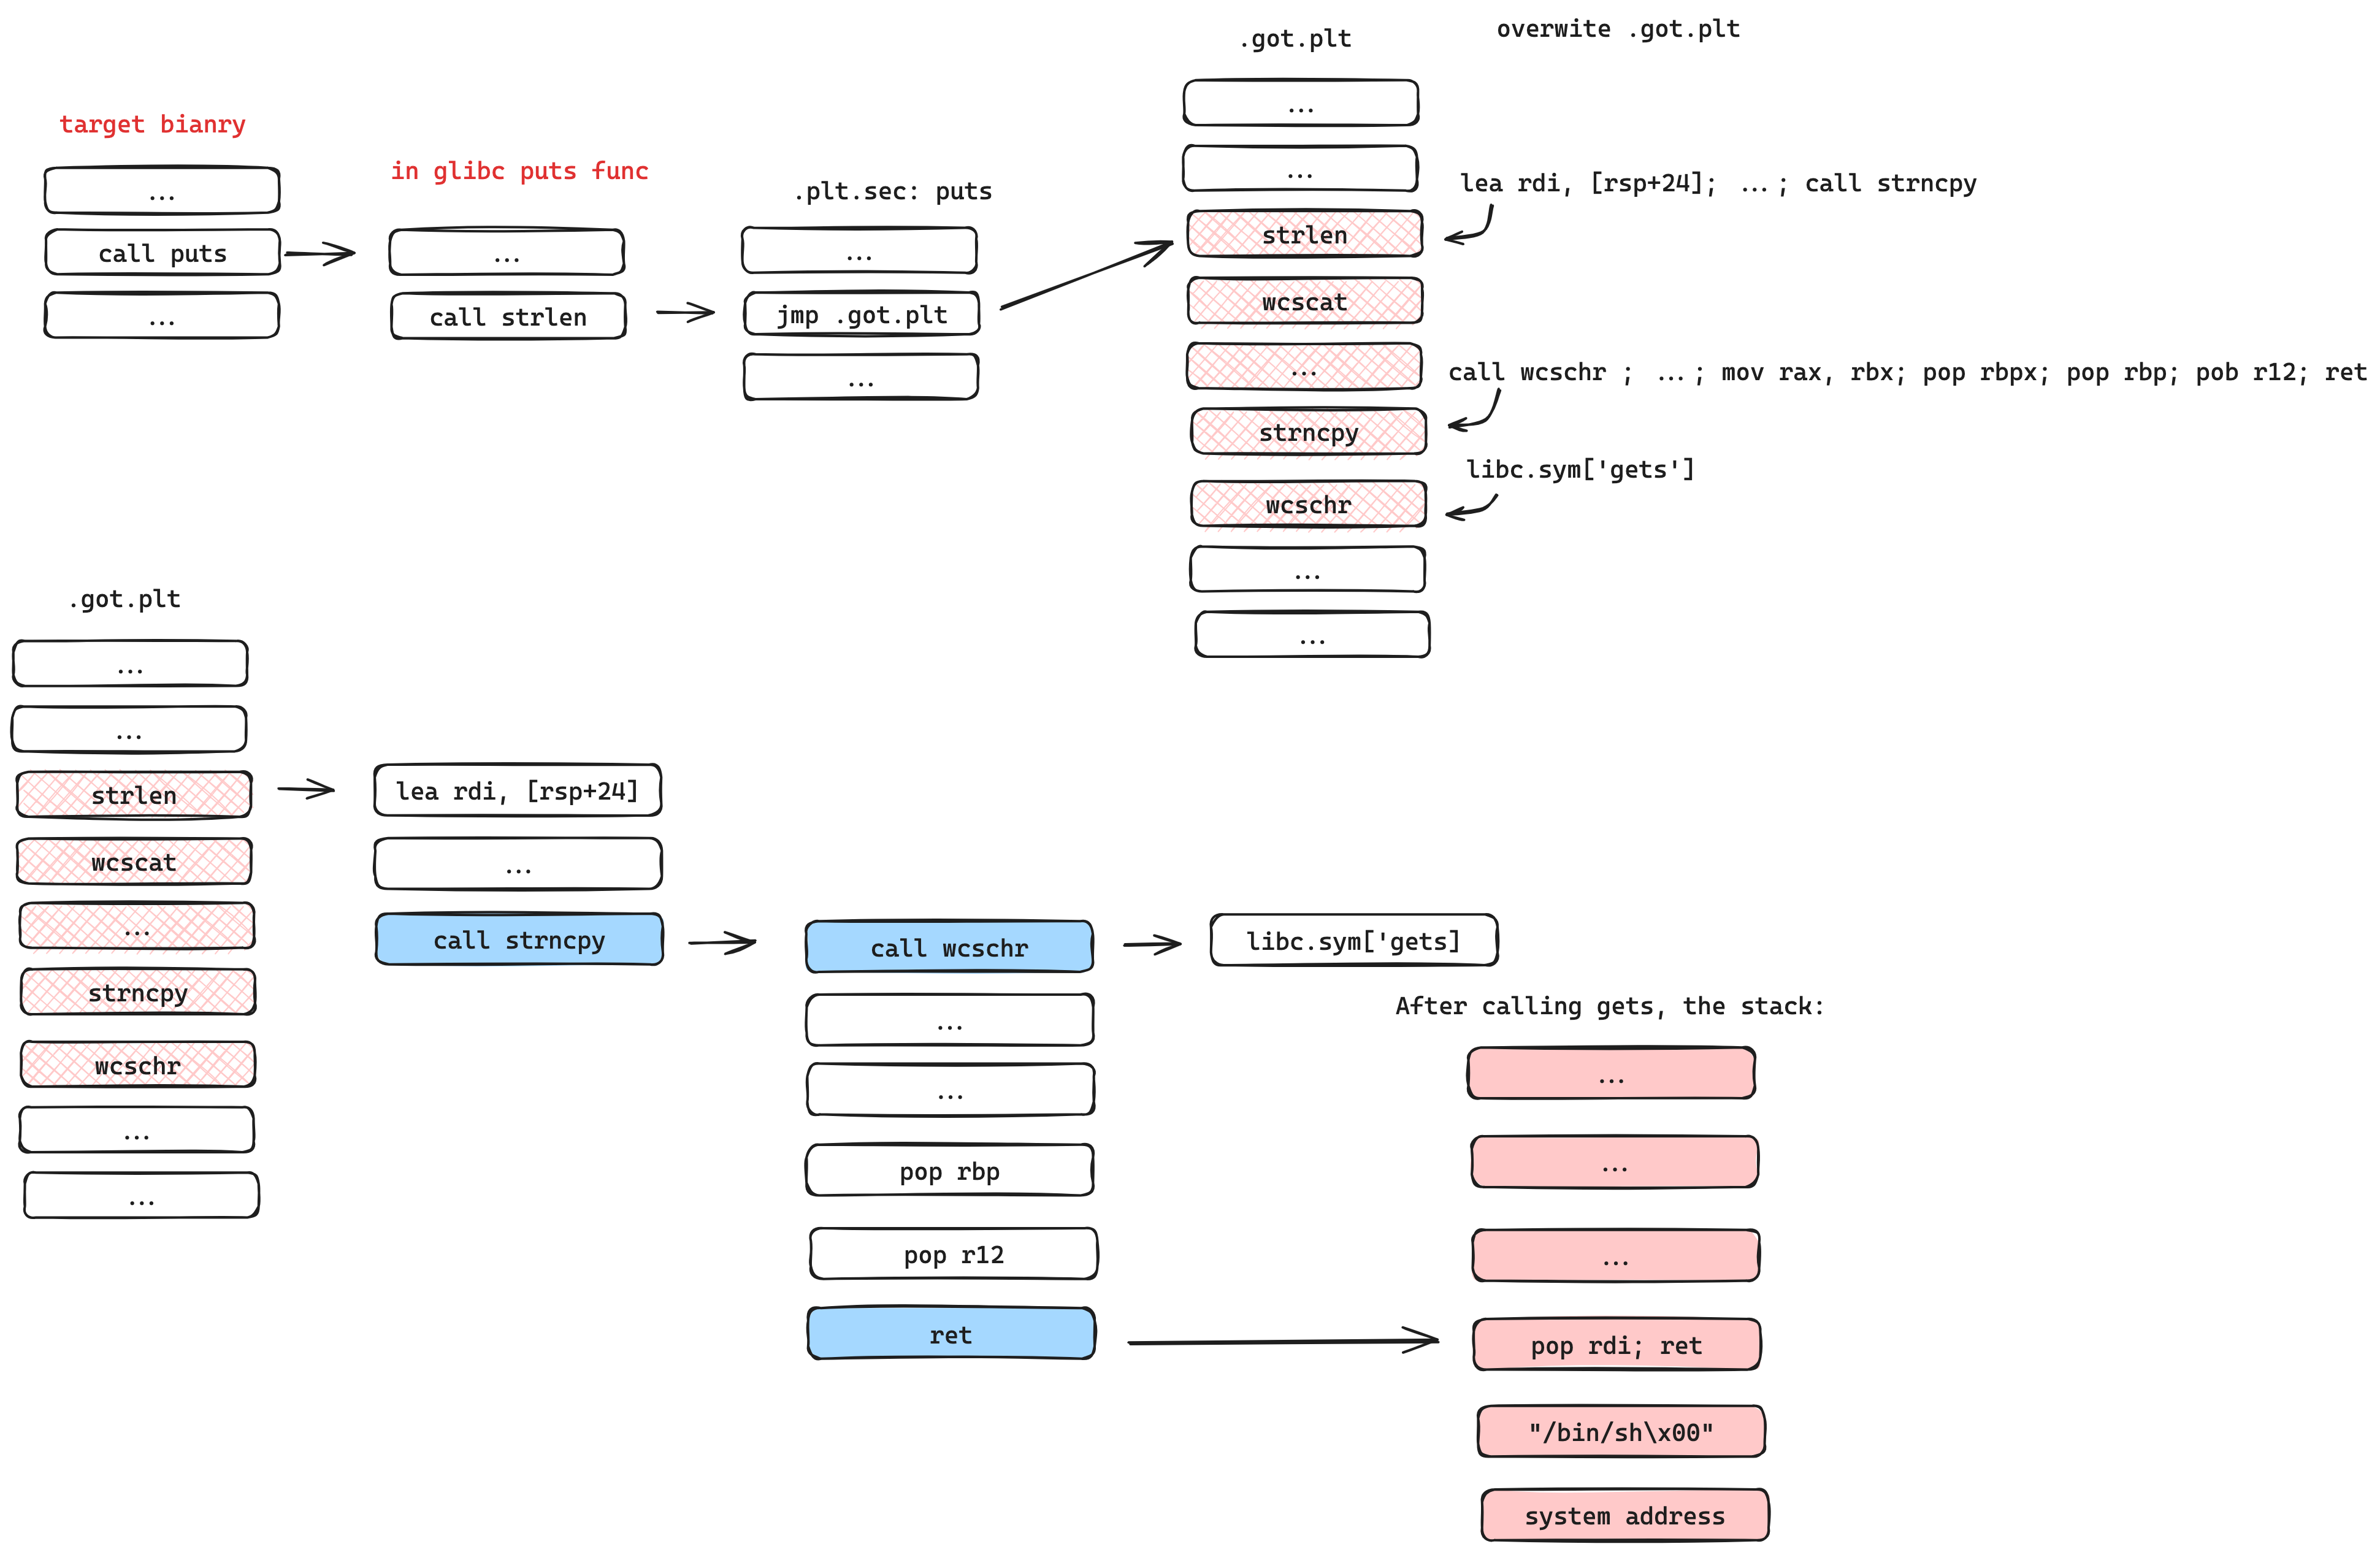 overwite .got.plt
.got.plt
...
target bianry
...
in glibc puts func
lea rdi, [rsp+24]; ...; call strncpy
...
.plt.sec: puts
strlen
call puts
...
...
wcscat
...
call strlen
jmp .got.plt
...
call wcschr ; ...; mov rax, rbx; pop rbpx; pop rbp; pob r12; ret
...
strncpy
libc.sym['gets']
wcschr
...
...
.got.plt
...
...
strlen
wcscat
...
strncpy
wcschr
...
...
lea rdi, [rsp+24]
...
call strncpy
call wcschr
...
...
pop rbp
pop r12
ret
libc.sym['gets]
After calling gets, the stack:
...
...
...
pop rdi; ret
"/bin/sh\x00"
system address